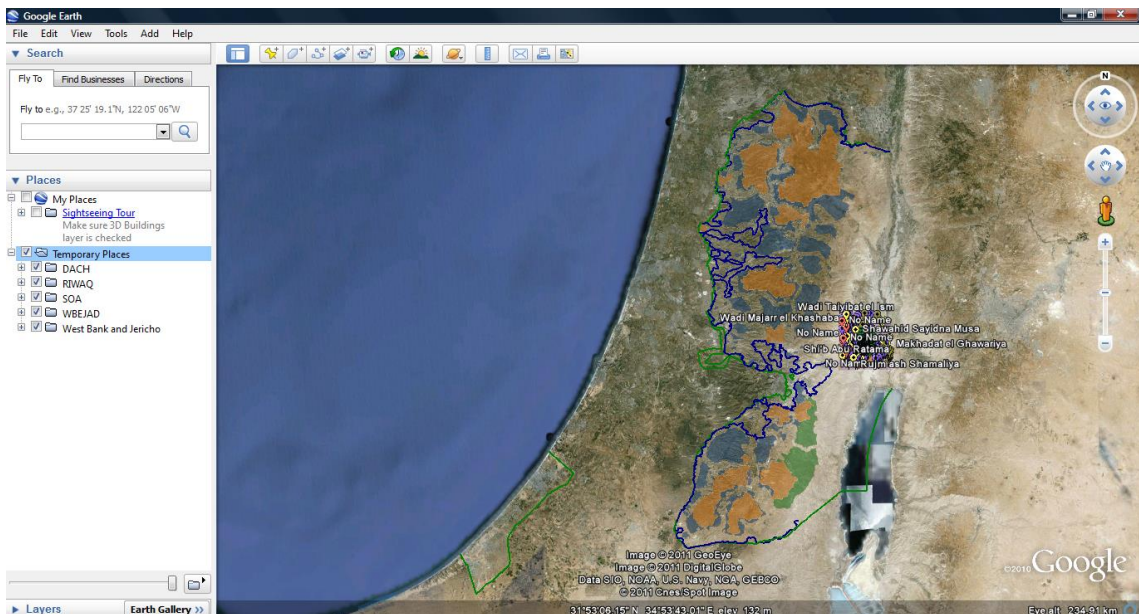 Google Earth
File Edit View Tools Add Help
Search
Fly To Find Businesses Directions
Fly to e.g., 37 25' 19.1"N, 122 05' 06"W
Places
My Places
Sightseeing Tour
Make sure 3D Buildings
layer is checked
Temporary Places
DACH
RIWAQ
SOA
WBEJAD
West Bank and Jericho
Layers
Earth Gallery >>
N
Wadi Taiyibat el Ism
Wadi Majarr el Khashaba
No Name
Shawahid Sayidna Musa
No Name
No Name
Makhadat el Ghawariya
Shi'b Abu Ratama
Rujm ash Shamaliya
Image © 2011 GeoEye
Image © 2011 DigitalGlobe
Data SIO, NOAA, U.S. Navy, NGA, GEBCO
© 2011 Cnes/Spot Image
©2010 Google
31°53'06.15" N 34°53'43.01" E elev 132 m
Eye alt 234.91 km